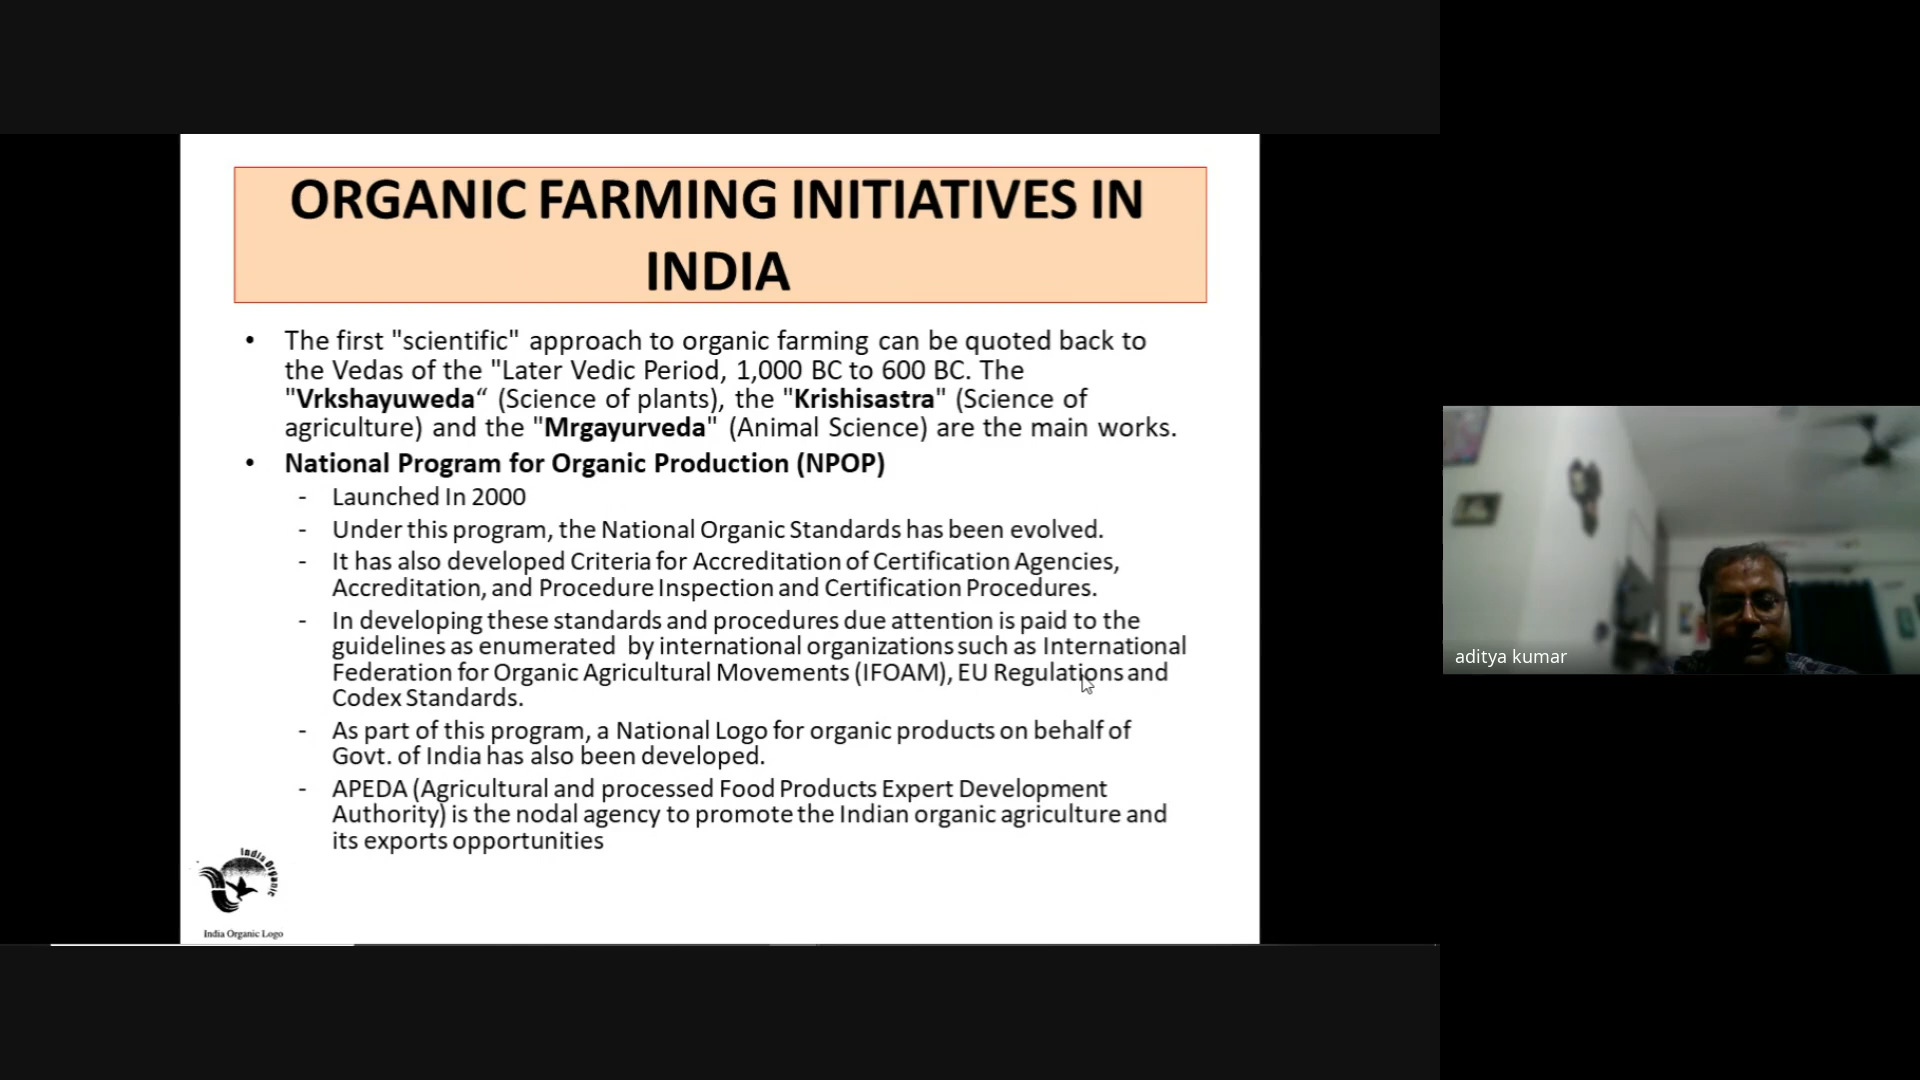 ORGANIC FARMING INITIATIVES IN
INDIA
• The first "scientific" approach to organic farming can be quoted back to
the Vedas of the "Later Vedic Period, 1,000 BC to 600 BC. The
"Vrkshayuweda“ (Science of plants), the "Krishisastra" (Science of
agriculture) and the "Mrgayurveda" (Animal Science) are the main works.
• National Program for Organic Production (NPOP)
- Launched In 2000
- Under this program, the National Organic Standards has been evolved.
- It has also developed Criteria for Accreditation of Certification Agencies,
Accreditation, and Procedure Inspection and Certification Procedures.
- In developing these standards and procedures due attention is paid to the
guidelines as enumerated by international organizations such as International
Federation for Organic Agricultural Movements (IFOAM), EU Regulations and
Codex Standards.
- As part of this program, a National Logo for organic products on behalf of
Govt. of India has also been developed.
- APEDA (Agricultural and processed Food Products Expert Development
Authority) is the nodal agency to promote the Indian organic agriculture and
its exports opportunities
India Organic
India Organic Logo
aditya kumar